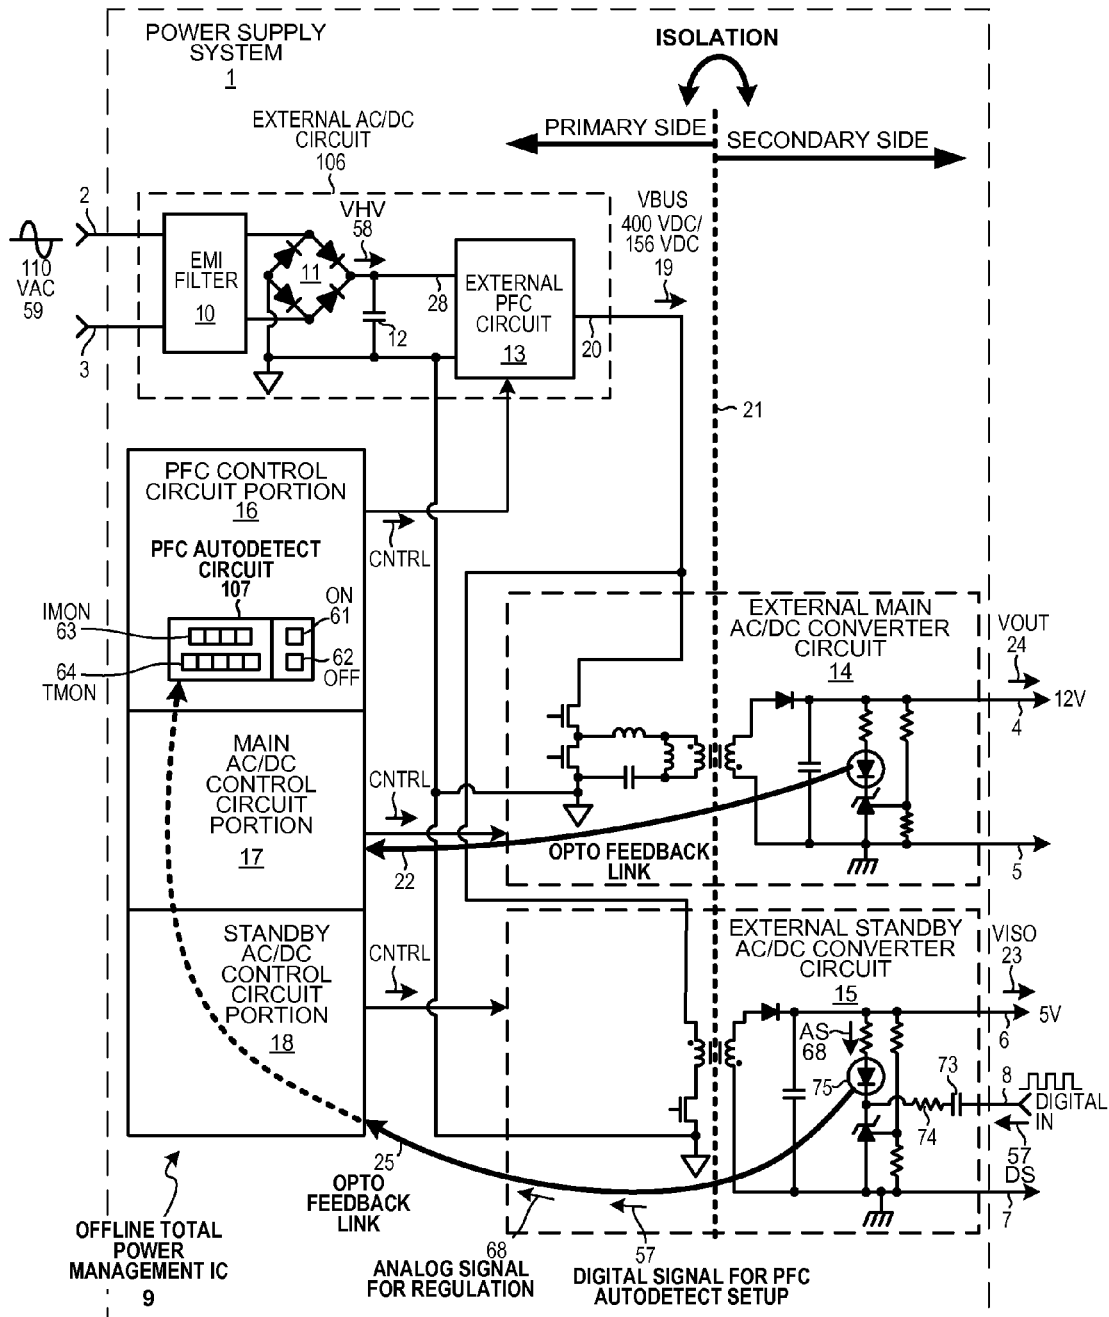 POWER SUPPLY
SYSTEM
1
ISOLATION
PRIMARY SIDE
SECONDARY SIDE
EXTERNAL AC/DC
CIRCUIT
106
2
VHV
58
VBUS
400 VDC/
156 VDC
19
110
VAC
59
EMI
FILTER
10
11
12
28
EXTERNAL
PFC
CIRCUIT
13
20
3
21
PFC CONTROL
CIRCUIT PORTION
16
CNTRL
PFC AUTODETECT
CIRCUIT
107
IMON
63
ON
61
64
TMON
62
OFF
EXTERNAL MAIN
AC/DC CONVERTER
CIRCUIT
14
VOUT
24
12V
4
MAIN
AC/DC
CONTROL
CIRCUIT
PORTION
17
CNTRL
22
OPTO FEEDBACK
LINK
5
STANDBY
AC/DC
CONTROL
CIRCUIT
PORTION
18
CNTRL
EXTERNAL STANDBY
AC/DC CONVERTER
CIRCUIT
15
VISO
23
5V
6
AS
68
75
73
74
8
DIGITAL
IN
57
DS
7
25
OPTO
FEEDBACK
LINK
OFFLINE TOTAL
POWER
MANAGEMENT IC
9
68
ANALOG SIGNAL
FOR REGULATION
57
DIGITAL SIGNAL FOR PFC
AUTODETECT SETUP